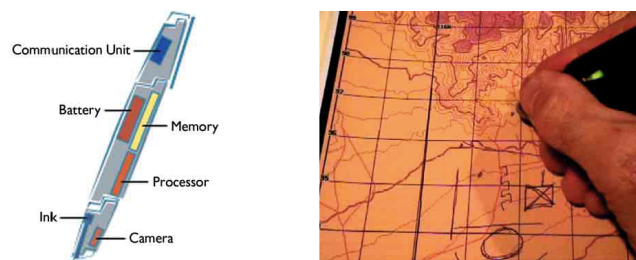 Communication Unit
Battery
Memory
Processor
Ink
Camera